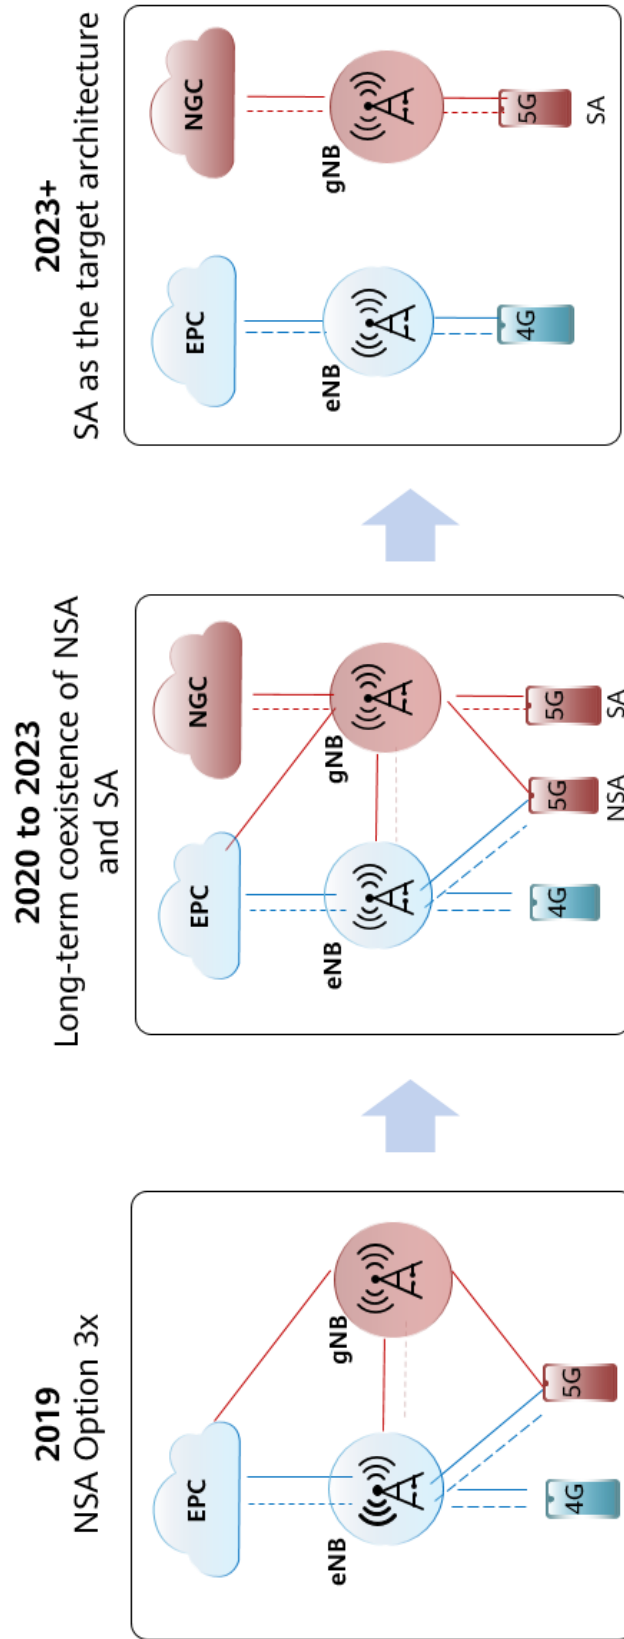 2019
NSA Option 3x
EPC
eNB
gNB
4G
5G
2020 to 2023
Long-term coexistence of NSA
and SA
EPC
NGC
eNB
gNB
4G
5G
5G
NSA
SA
2023+
SA as the target architecture
EPC
NGC
eNB
gNB
4G
5G
SA